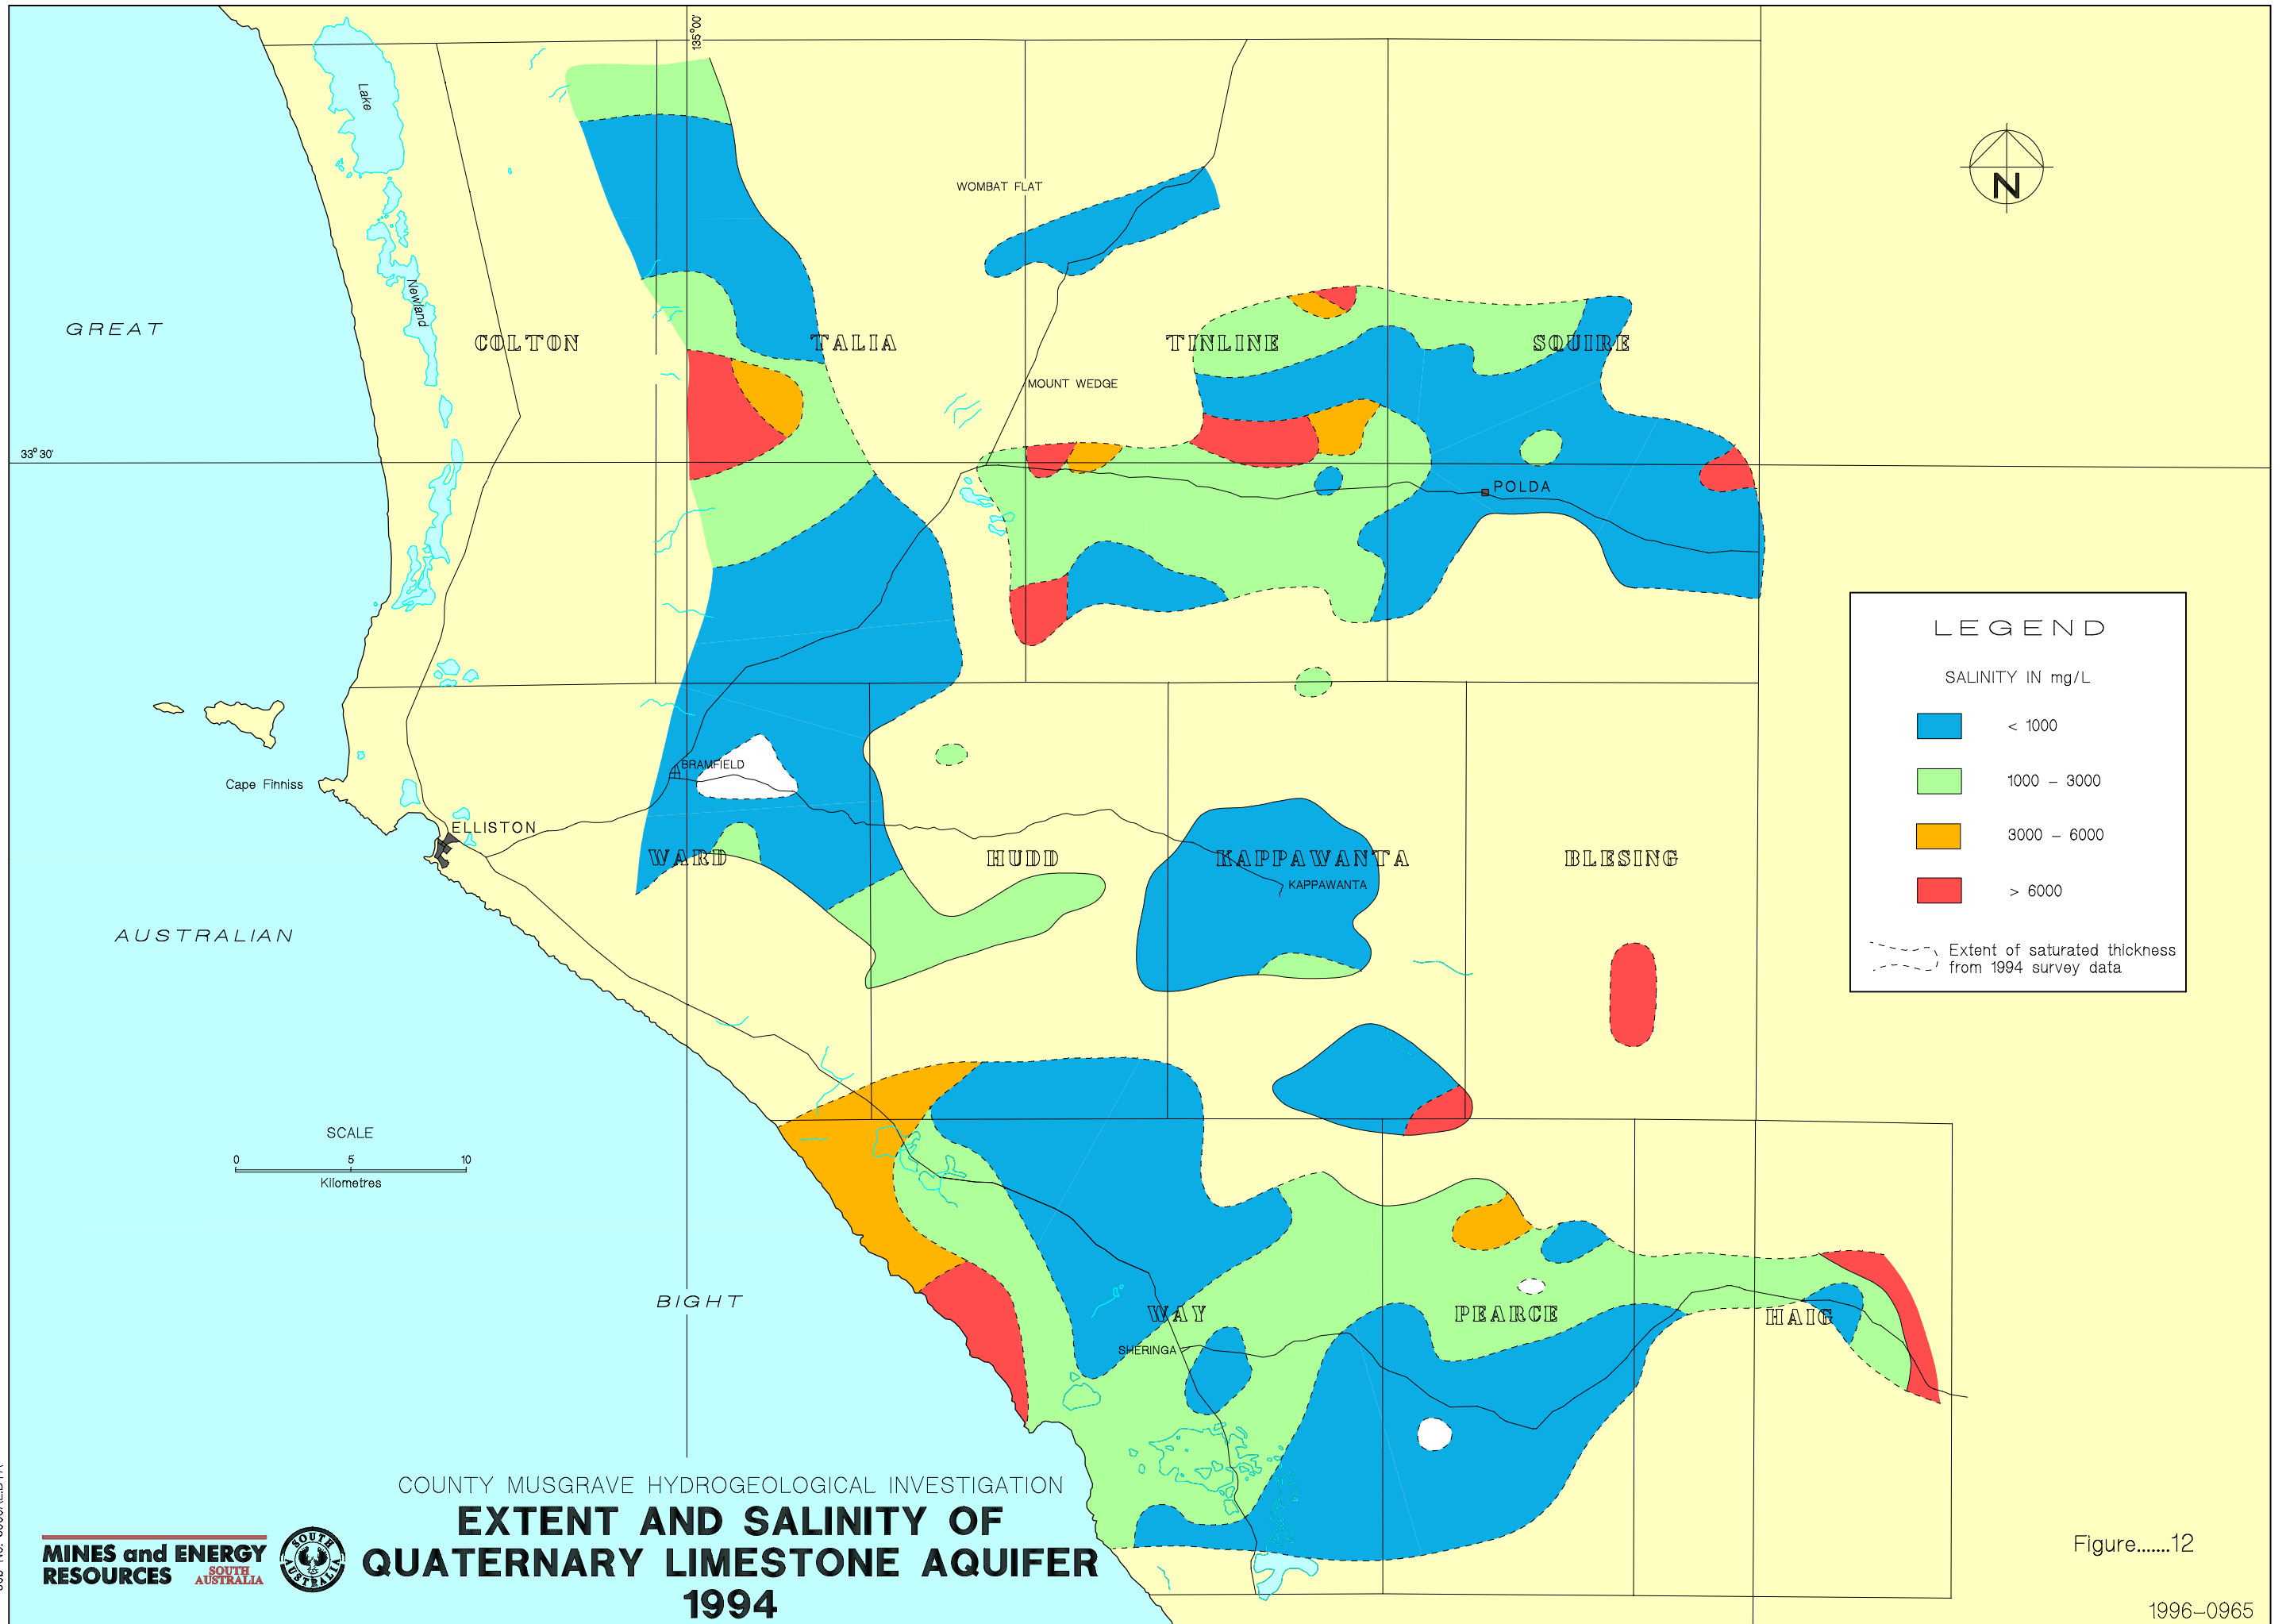 135°00'
Lake
WOMBAT FLAT
N
Newland
GREAT
COLTON
TALIA
TINLINE
SQUIRE
MOUNT WEDGE
33°30'
POLDA
LEGEND
SALINITY IN mg/L
< 1000
1000 – 3000
3000 – 6000
> 6000
Extent of saturated thickness
from 1994 survey data
BRAMFIELD
Cape Finniss
ELLISTON
WARD
HUDD
KAPPAWANTA
BLESING
KAPPAWANTA
AUSTRALIAN
SCALE
0 5 10
Kilometres
BIGHT
WAY
PEARCE
HAIG
SHERINGA
COUNTY MUSGRAVE HYDROGEOLOGICAL INVESTIGATION
EXTENT AND SALINITY OF
QUATERNARY LIMESTONE AQUIFER
1994
MINES and ENERGY
RESOURCES SOUTH
AUSTRALIA
SOUTH
AUSTRALIA
Figure.......12
1996–0965